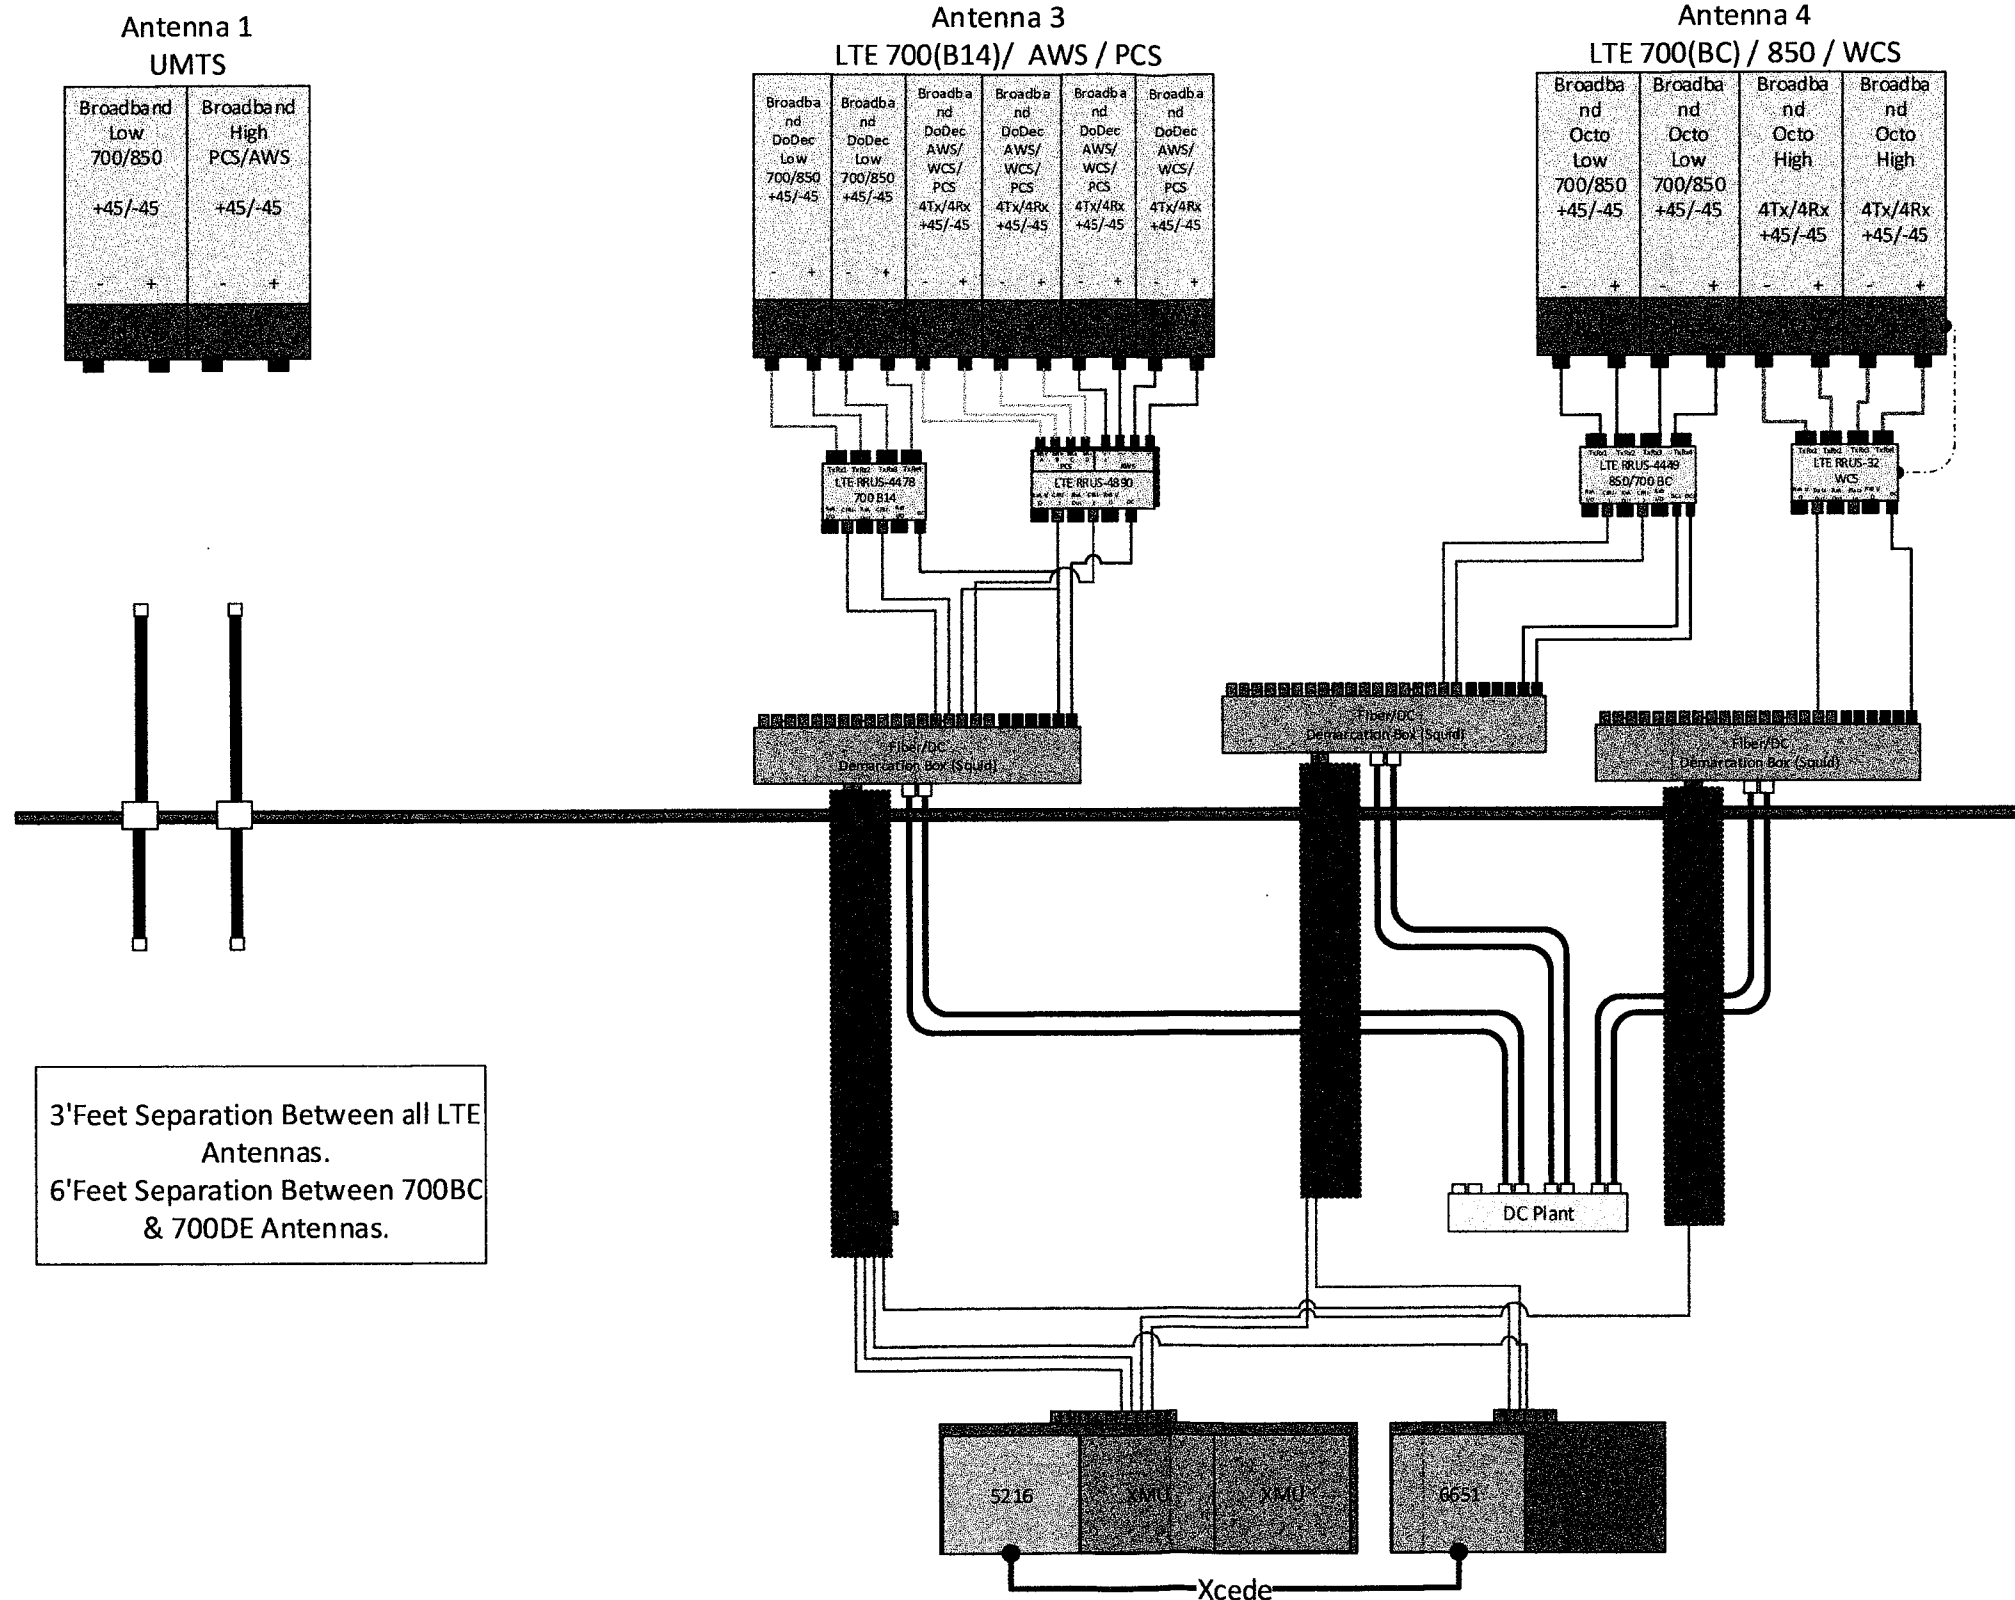 Antenna 1
UMTS
Broadband
Low
700/850
+45/-45
- +
Broadband
High
PCS/AWS
+45/-45
- +
Antenna 3
LTE 700(B14)/ AWS / PCS
Broadba
nd
DoDec
Low
700/850
+45/-45
- +
Broadba
nd
DoDec
Low
700/850
+45/-45
- +
Broadba
nd
DoDec
AWS/
WCS/
PCS
4Tx/4Rx
+45/-45
- +
Broadba
nd
DoDec
AWS/
WCS/
PCS
4Tx/4Rx
+45/-45
- +
Broadba
nd
DoDec
AWS/
WCS/
PCS
4Tx/4Rx
+45/-45
- +
Broadba
nd
DoDec
AWS/
WCS/
PCS
4Tx/4Rx
+45/-45
- +
Antenna 4
LTE 700(BC) / 850 / WCS
Broadba
nd
Octo
Low
700/850
+45/-45
- +
Broadba
nd
Octo
Low
700/850
+45/-45
- +
Broadba
nd
Octo
High
4Tx/4Rx
+45/-45
- +
Broadba
nd
Octo
High
4Tx/4Rx
+45/-45
- +
LTE RRUS-4478
700 B14
PCS AWS
LTE RRUS-4890
LTE RRUS-4449
850/700 BC
LTE RRUS-32
WCS
Fiber/DC
Demarcation Box (Squid)
Fiber/DC
Demarcation Box (Squid)
Fiber/DC
Demarcation Box (Squid)
3'Feet Separation Between all LTE
Antennas.
6'Feet Separation Between 700BC
& 700DE Antennas.
DC Plant
5216
XMU
XMU
6651
Xcede